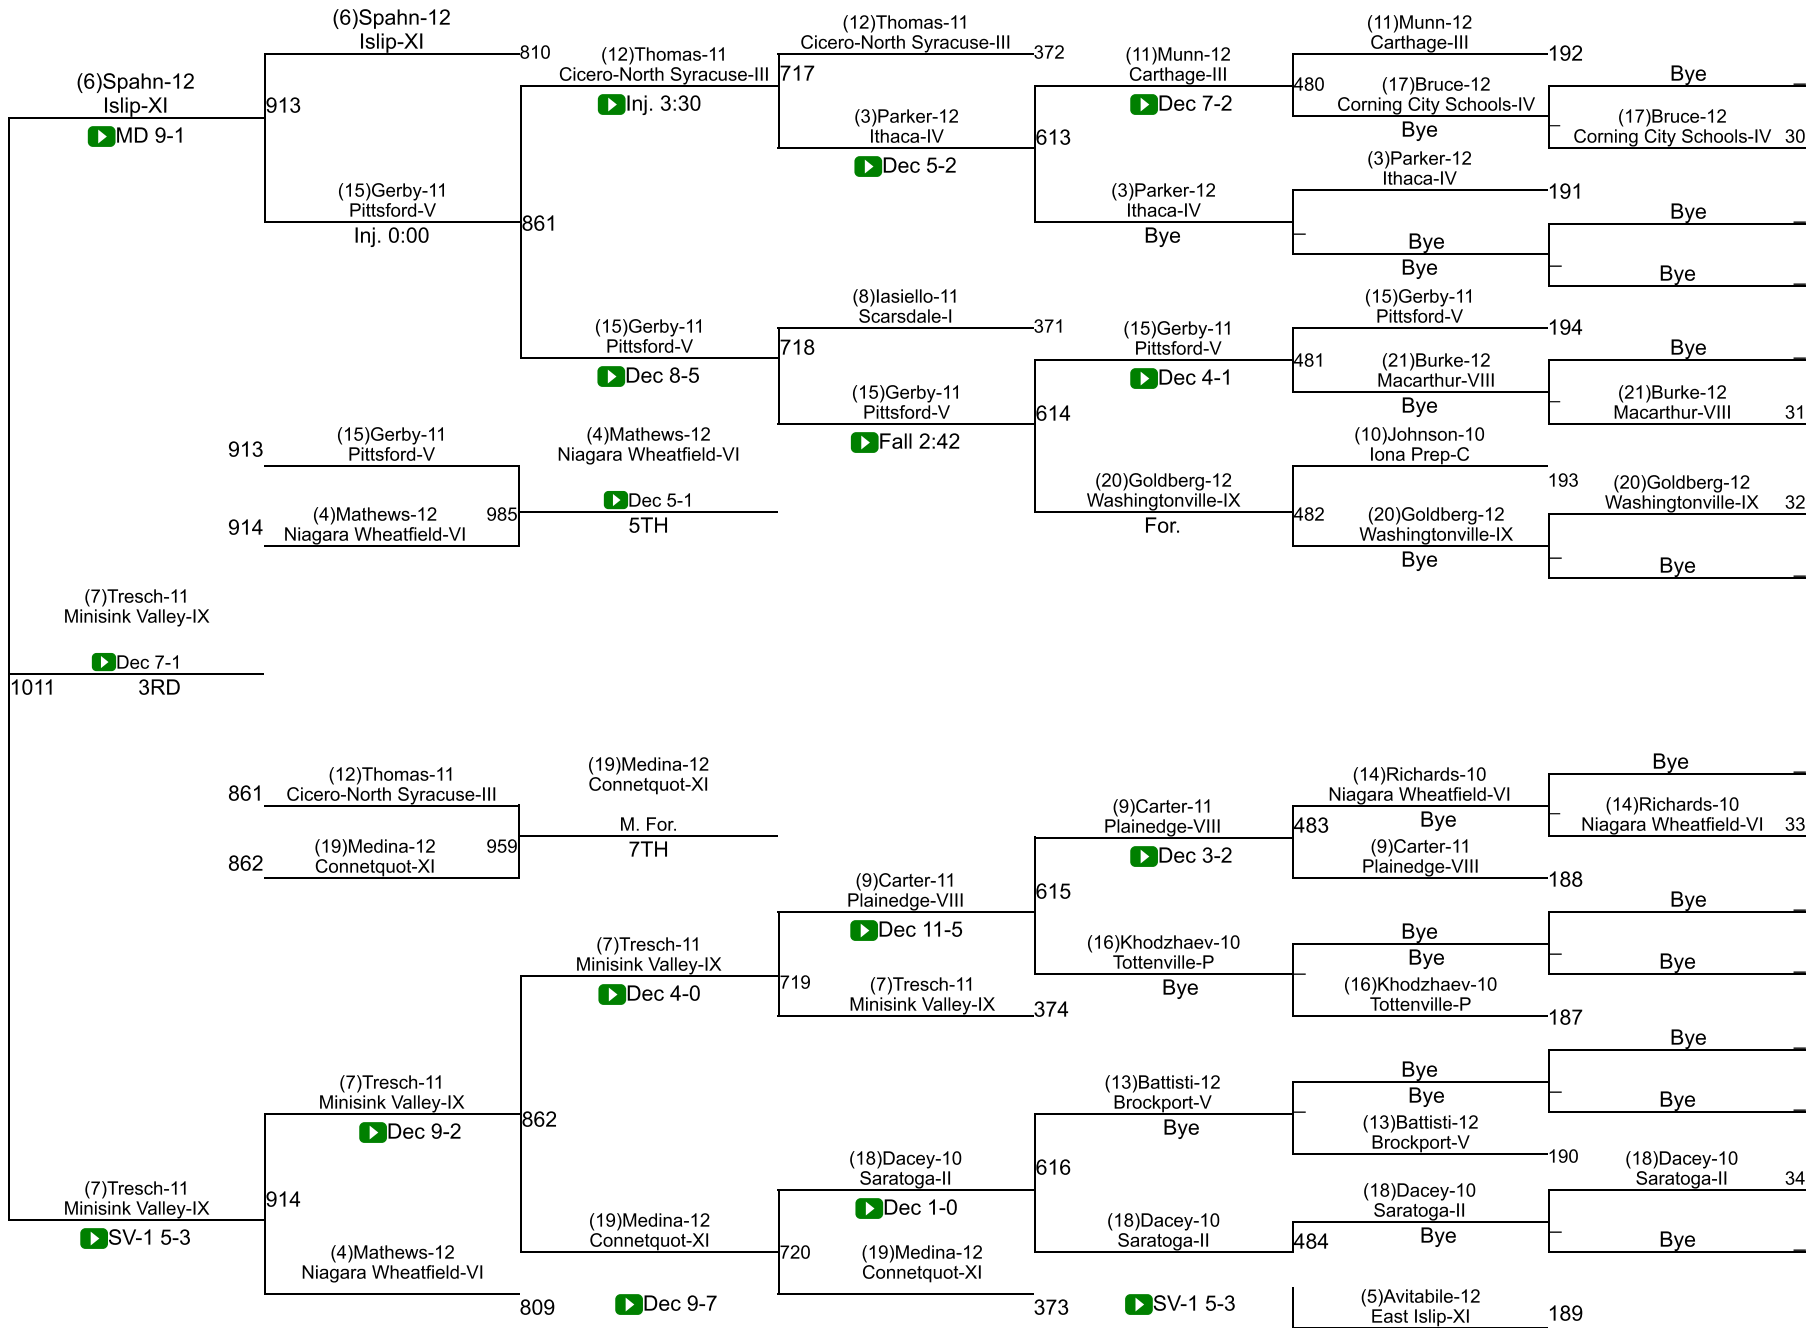 (6)Spahn-12
Islip-XI
MD 9-1
913
(6)Spahn-12
Islip-XI
810
(15)Gerby-11
Pittsford-V
Inj. 0:00
861
(12)Thomas-11
Cicero-North Syracuse-III
Inj. 3:30
717
(12)Thomas-11
Cicero-North Syracuse-III
372
(3)Parker-12
Ithaca-IV
Dec 5-2
613
(11)Munn-12
Carthage-III
Dec 7-2
480
(11)Munn-12
Carthage-III
192
(17)Bruce-12
Corning City Schools-IV
Bye
Bye
(17)Bruce-12
Corning City Schools-IV 30
(3)Parker-12
Ithaca-IV
Bye
(3)Parker-12
Ithaca-IV
191
Bye
Bye
Bye
Bye
(15)Gerby-11
Pittsford-V
Dec 8-5
718
(8)Iasiello-11
Scarsdale-I
371
(15)Gerby-11
Pittsford-V
Fall 2:42
614
(15)Gerby-11
Pittsford-V
Dec 4-1
481
(15)Gerby-11
Pittsford-V
194
(21)Burke-12
Macarthur-VIII
Bye
Bye
(21)Burke-12
Macarthur-VIII 31
(20)Goldberg-12
Washingtonville-IX
For.
482
(10)Johnson-10
Iona Prep-C
193
(20)Goldberg-12
Washingtonville-IX
Bye
(20)Goldberg-12
Washingtonville-IX 32
Bye
913
(15)Gerby-11
Pittsford-V
914
(4)Mathews-12
Niagara Wheatfield-VI
985
(4)Mathews-12
Niagara Wheatfield-VI
Dec 5-1
5TH
(7)Tresch-11
Minisink Valley-IX
Dec 7-1
1011 3RD
861
(12)Thomas-11
Cicero-North Syracuse-III
862
(19)Medina-12
Connetquot-XI
959
(19)Medina-12
Connetquot-XI
M. For.
7TH
(7)Tresch-11
Minisink Valley-IX
SV-1 5-3
914
(7)Tresch-11
Minisink Valley-IX
Dec 9-2
862
(4)Mathews-12
Niagara Wheatfield-VI
809
(7)Tresch-11
Minisink Valley-IX
Dec 4-0
719
(9)Carter-11
Plainedge-VIII
Dec 11-5
615
(7)Tresch-11
Minisink Valley-IX
374
(9)Carter-11
Plainedge-VIII
Dec 3-2
483
(14)Richards-10
Niagara Wheatfield-VI
Bye
(9)Carter-11
Plainedge-VIII
188
Bye
(14)Richards-10
Niagara Wheatfield-VI 33
(16)Khodzhaev-10
Tottenville-P
Bye
Bye
Bye
(16)Khodzhaev-10
Tottenville-P
187
Bye
Bye
(19)Medina-12
Connetquot-XI
Dec 9-7
720
(18)Dacey-10
Saratoga-II
Dec 1-0
616
(19)Medina-12
Connetquot-XI
373
(13)Battisti-12
Brockport-V
Bye
Bye
Bye
(13)Battisti-12
Brockport-V
190
Bye
Bye
(18)Dacey-10
Saratoga-II
SV-1 5-3
484
(18)Dacey-10
Saratoga-II
Bye
(18)Dacey-10
Saratoga-II 34
Bye
(5)Avitabile-12
East Islip-XI
189